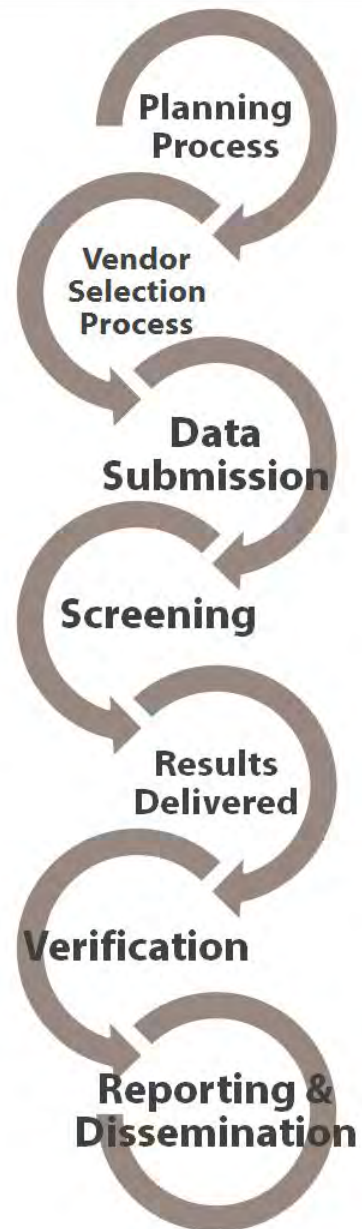 Planning
Process
Vendor
Selection
Process
Data
Submission
Screening
Results
Delivered
Verification
Reporting &
Dissemination